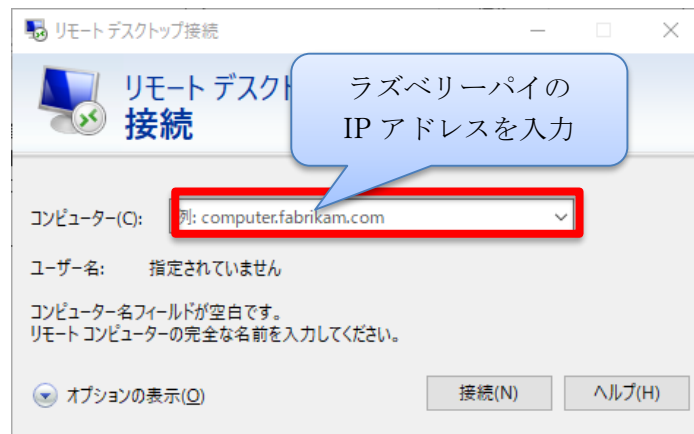 リモート デスクトップ接続
リモート デスク
接続
ラズベリーパイの
IP アドレスを入力
コンピューター(C):
列: computer.fabrikam.com
ユーザー名: 指定されていません
コンピューター名フィールドが空白です。
リモート コンピューターの完全な名前を入力してください。
オプションの表示(O)
接続(N)
ヘルプ(H)